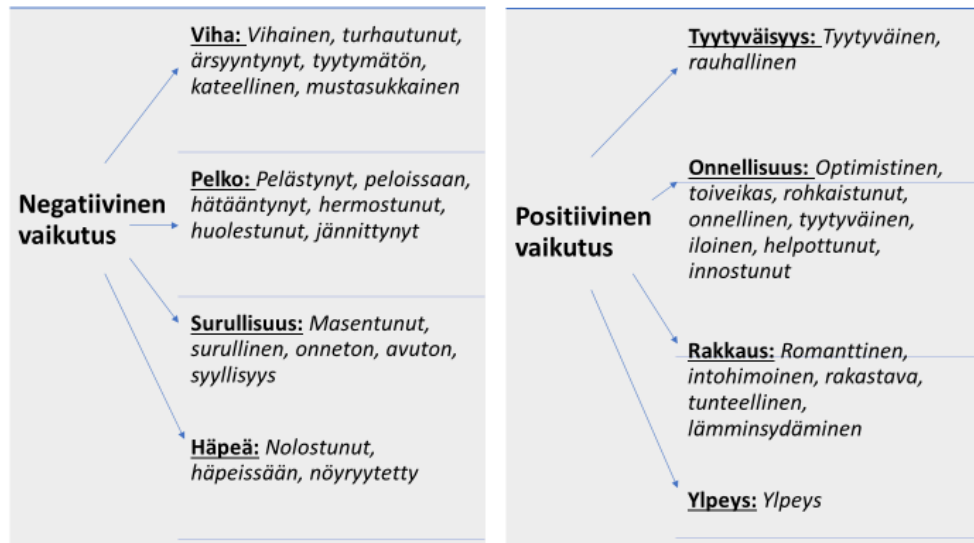 Negatiivinen
vaikutus
Viha: Vihainen, turhautunut,
ärsyyntynyt, tyytymätön,
kateellinen, mustasukkainen
Pelko: Pelästynyt, peloissaan,
hätääntynyt, hermostunut,
huolestunut, jännittynyt
Surullisuus: Masentunut,
surullinen, onneton, avuton,
syyllisyys
Häpeä: Nolostunut,
häpeissään, nöyryytetty
Positiivinen
vaikutus
Tyytyväisyys: Tyytyväinen,
rauhallinen
Onnellisuus: Optimistinen,
toiveikas, rohkaistunut,
onnellinen, tyytyväinen,
iloinen, helpottunut,
innostunut
Rakkaus: Romanttinen,
intohimoinen, rakastava,
tunteellinen,
lämminsydäminen
Ylpeys: Ylpeys